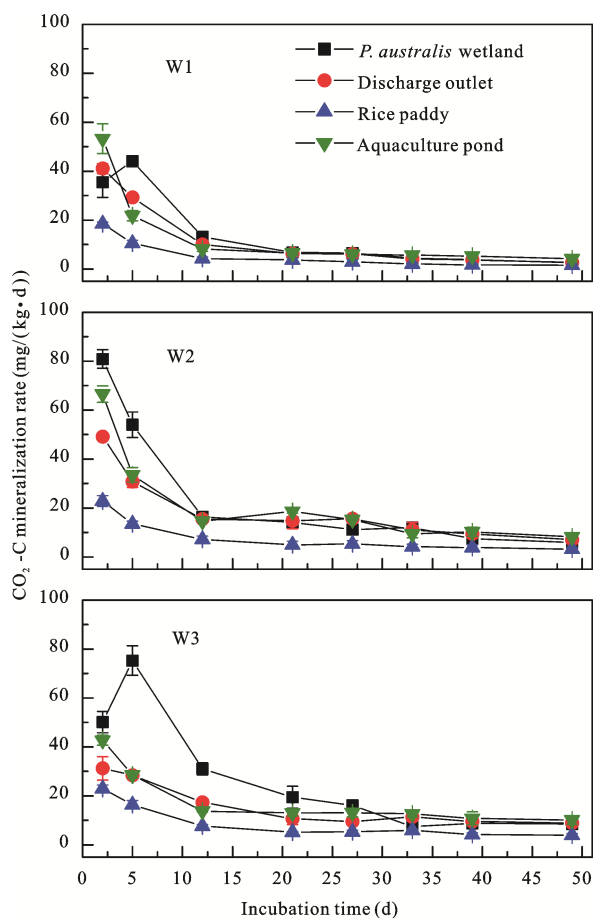 100
80
60
40
20
0
W1
P. australis wetland
Discharge outlet
Rice paddy
Aquaculture pond
80
60
40
20
0
W2
80
60
40
20
0
W3
CO2-C mineralization rate (mg/(kg•d))
0 5 10 15 20 25 30 35 40 45 50
Incubation time (d)